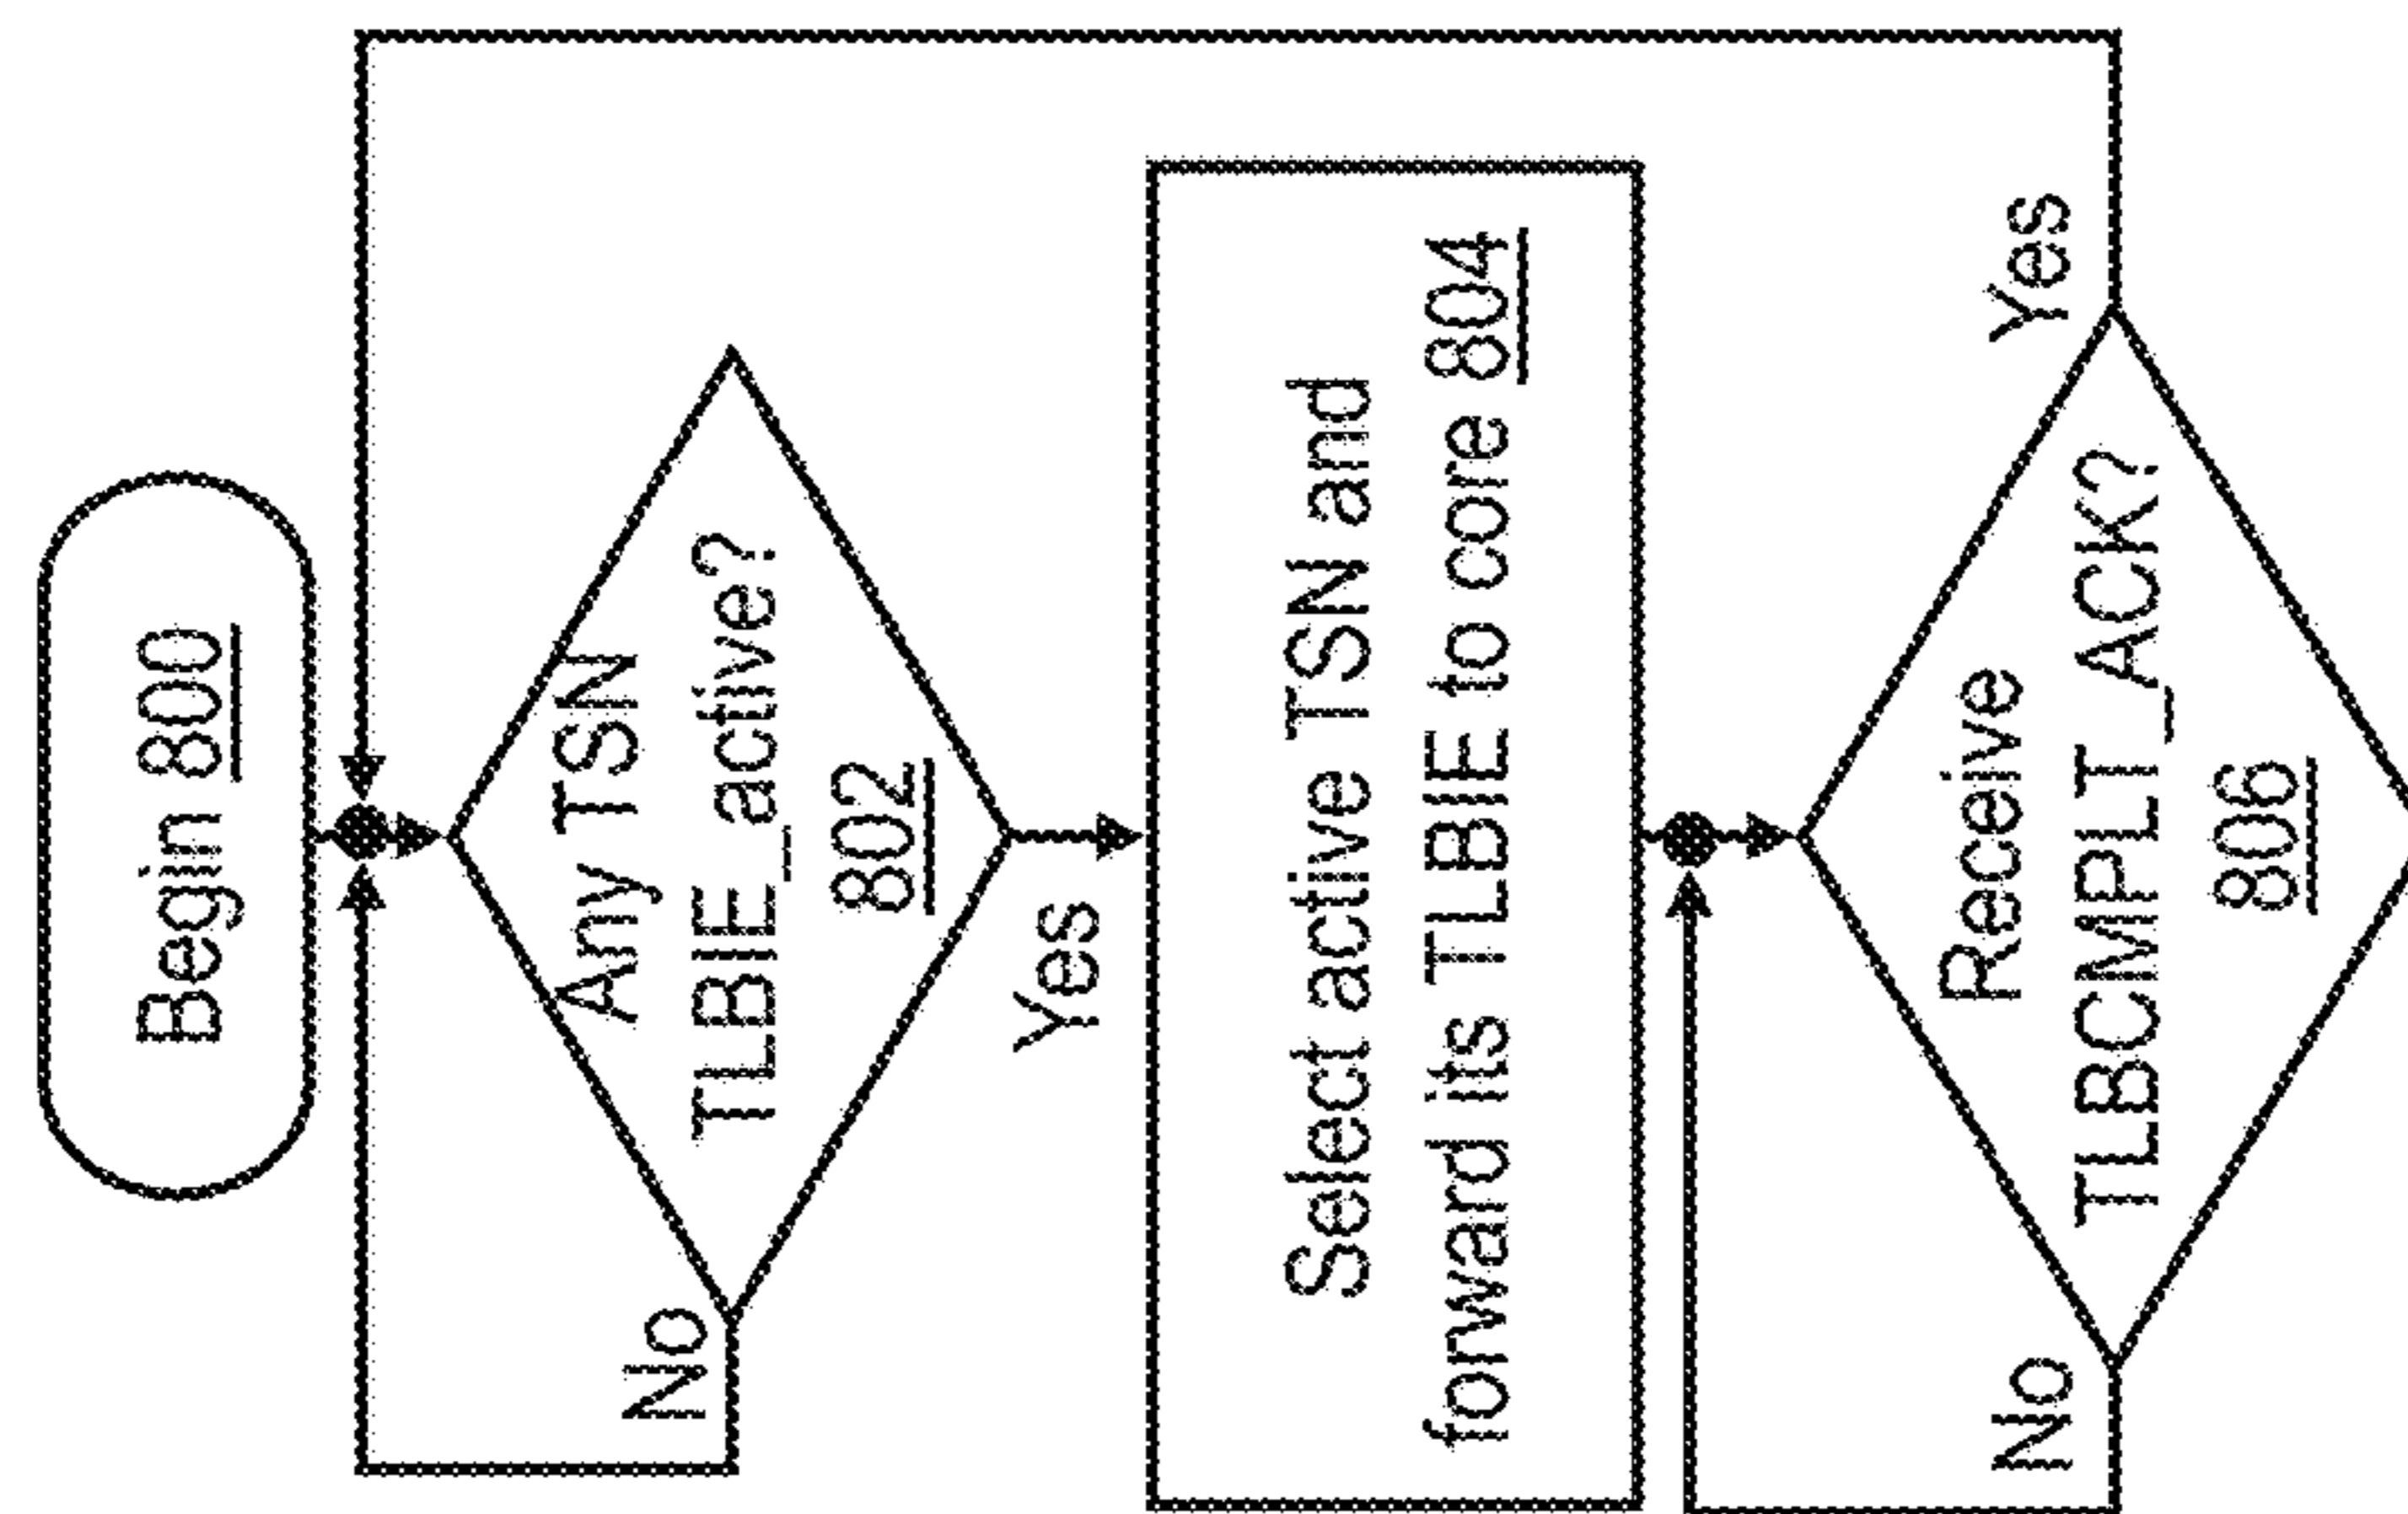 Begin 800
Any TSN
TLBIE_active?
802
No
Yes
Select active TSN and
forward its TLBIE to core 804
Receive
TLBCMPLT_ACK?
806
No
Yes